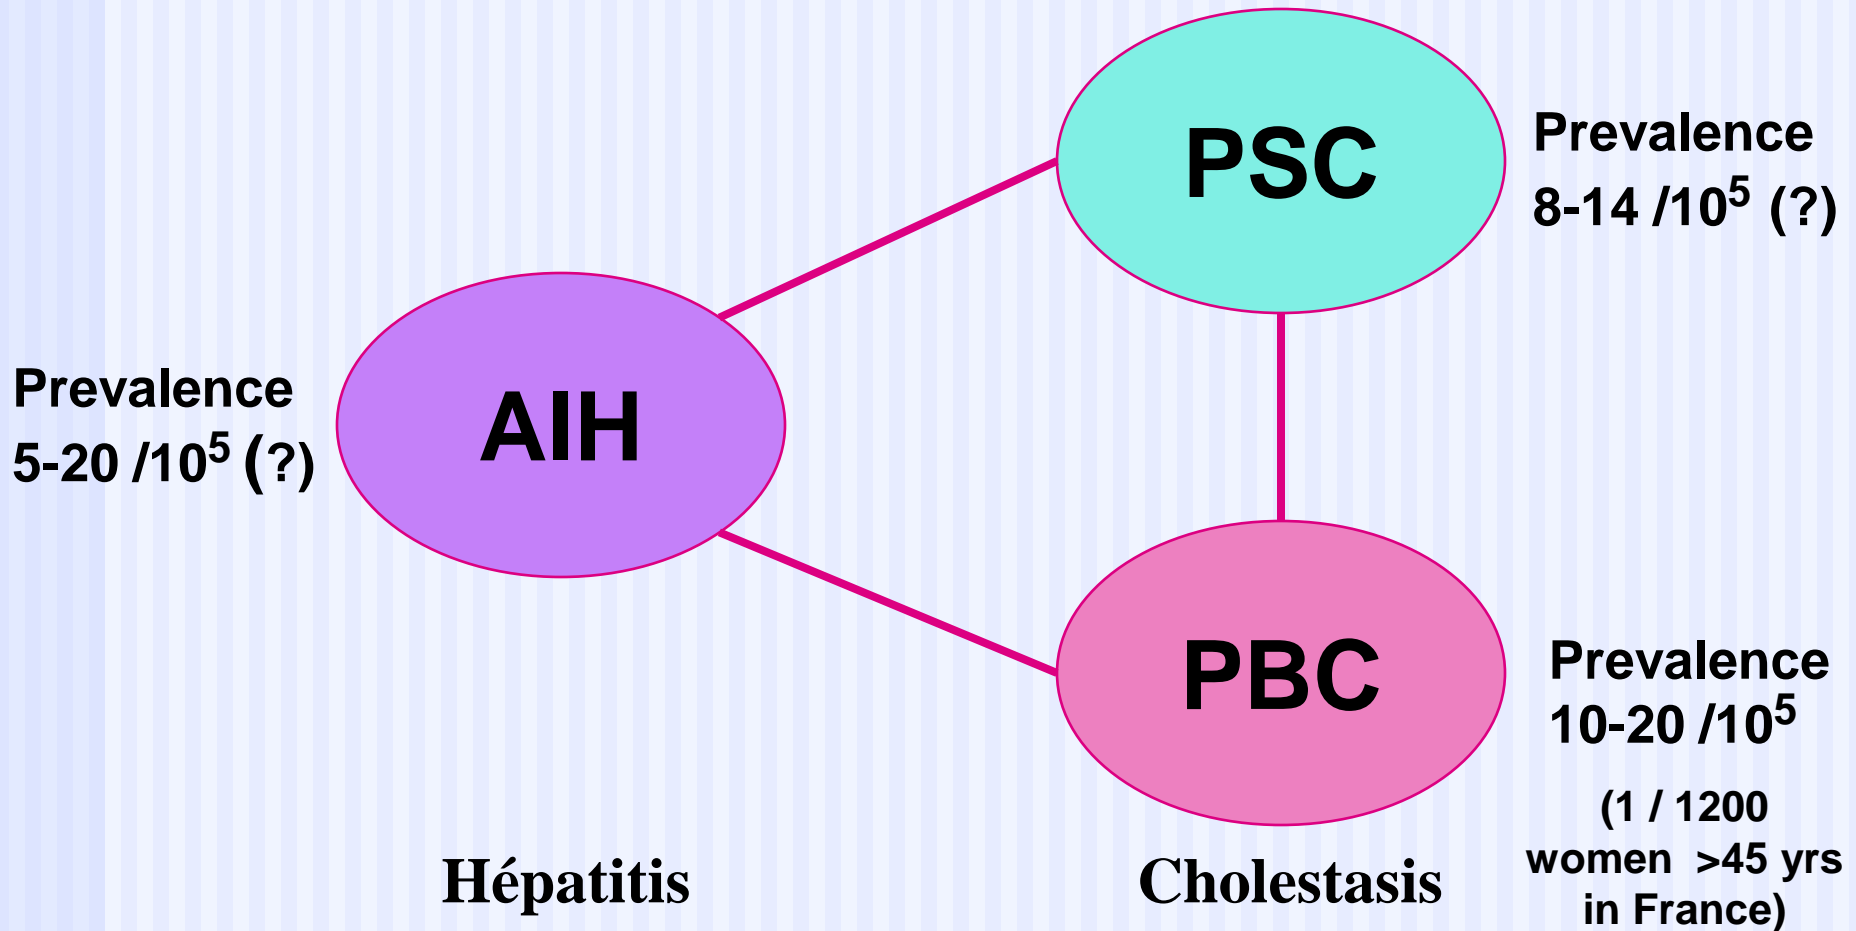 PSC
Prevalence
8-14 /10⁵ (?)
AIH
Prevalence
5-20 /10⁵ (?)
PBC
Prevalence
10-20 /10⁵
(1 / 1200
women >45 yrs
in France)
Hépatitis
Cholestasis